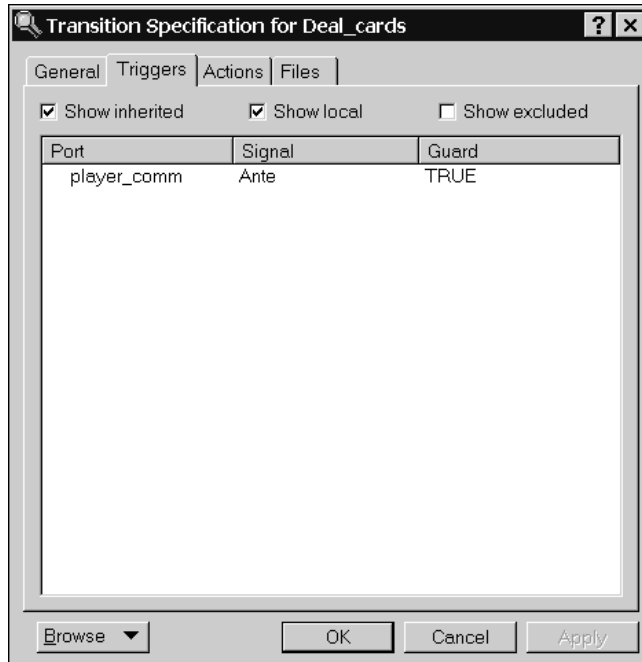 Transition Specification for Deal_cards ? ×
General Triggers Actions Files
Show inherited Show local Show excluded
Port Signal Guard
player_comm Ante TRUE
Browse OK Cancel Apply